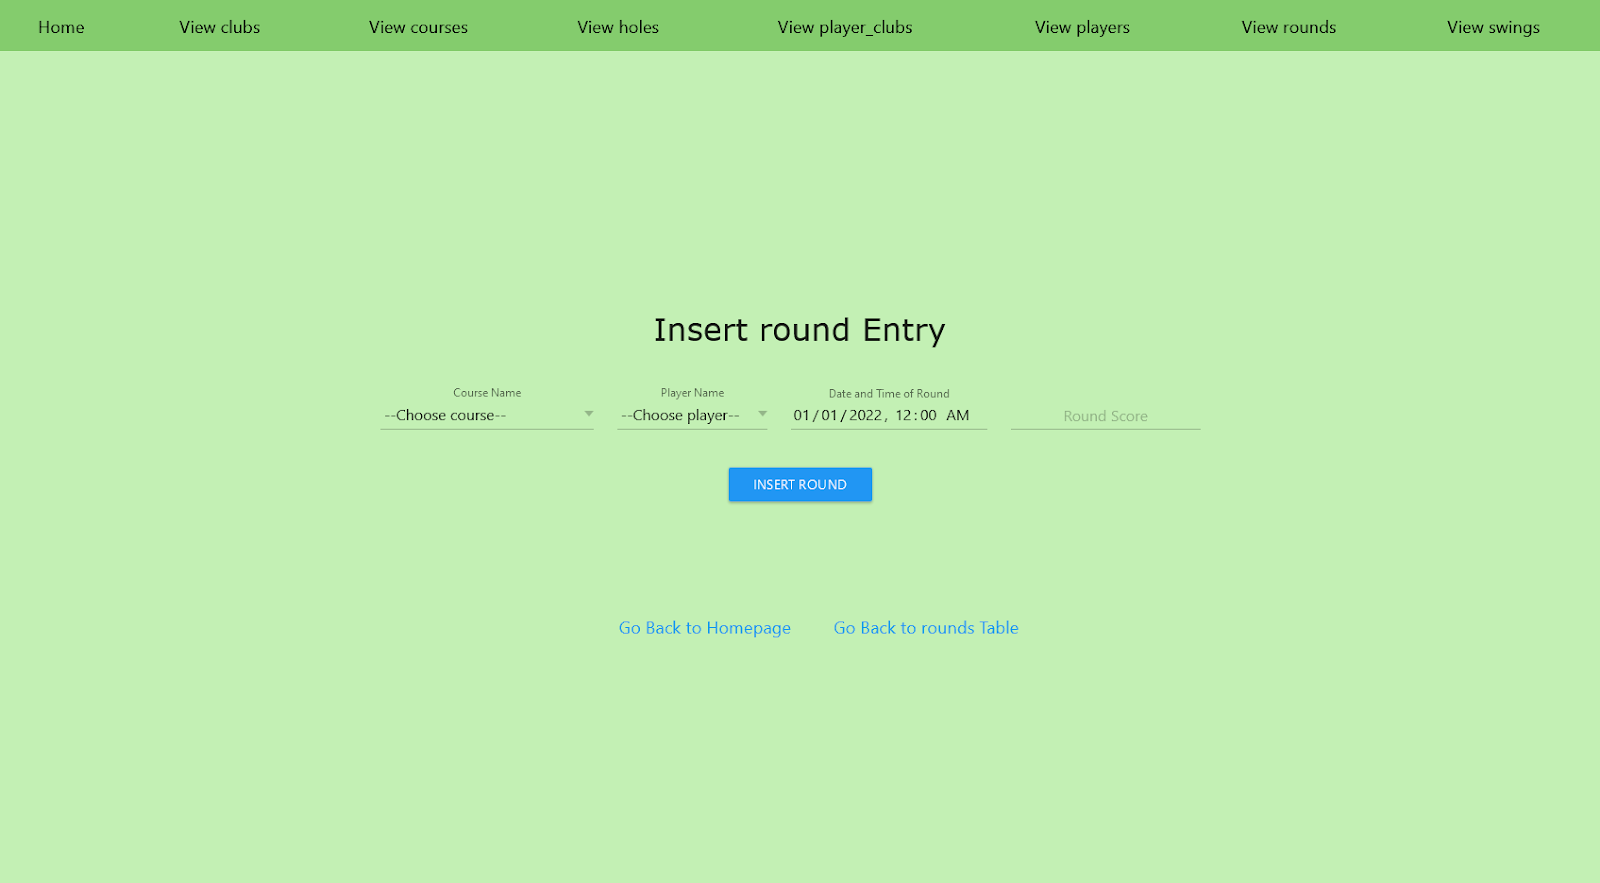 Home View clubs View courses View holes View player_clubs View players View rounds View swings
Insert round Entry
Course Name Player Name Date and Time of Round
--Choose course-- --Choose player-- 01/01/2022, 12:00 AM Round Score
INSERT ROUND
Go Back to Homepage Go Back to rounds Table